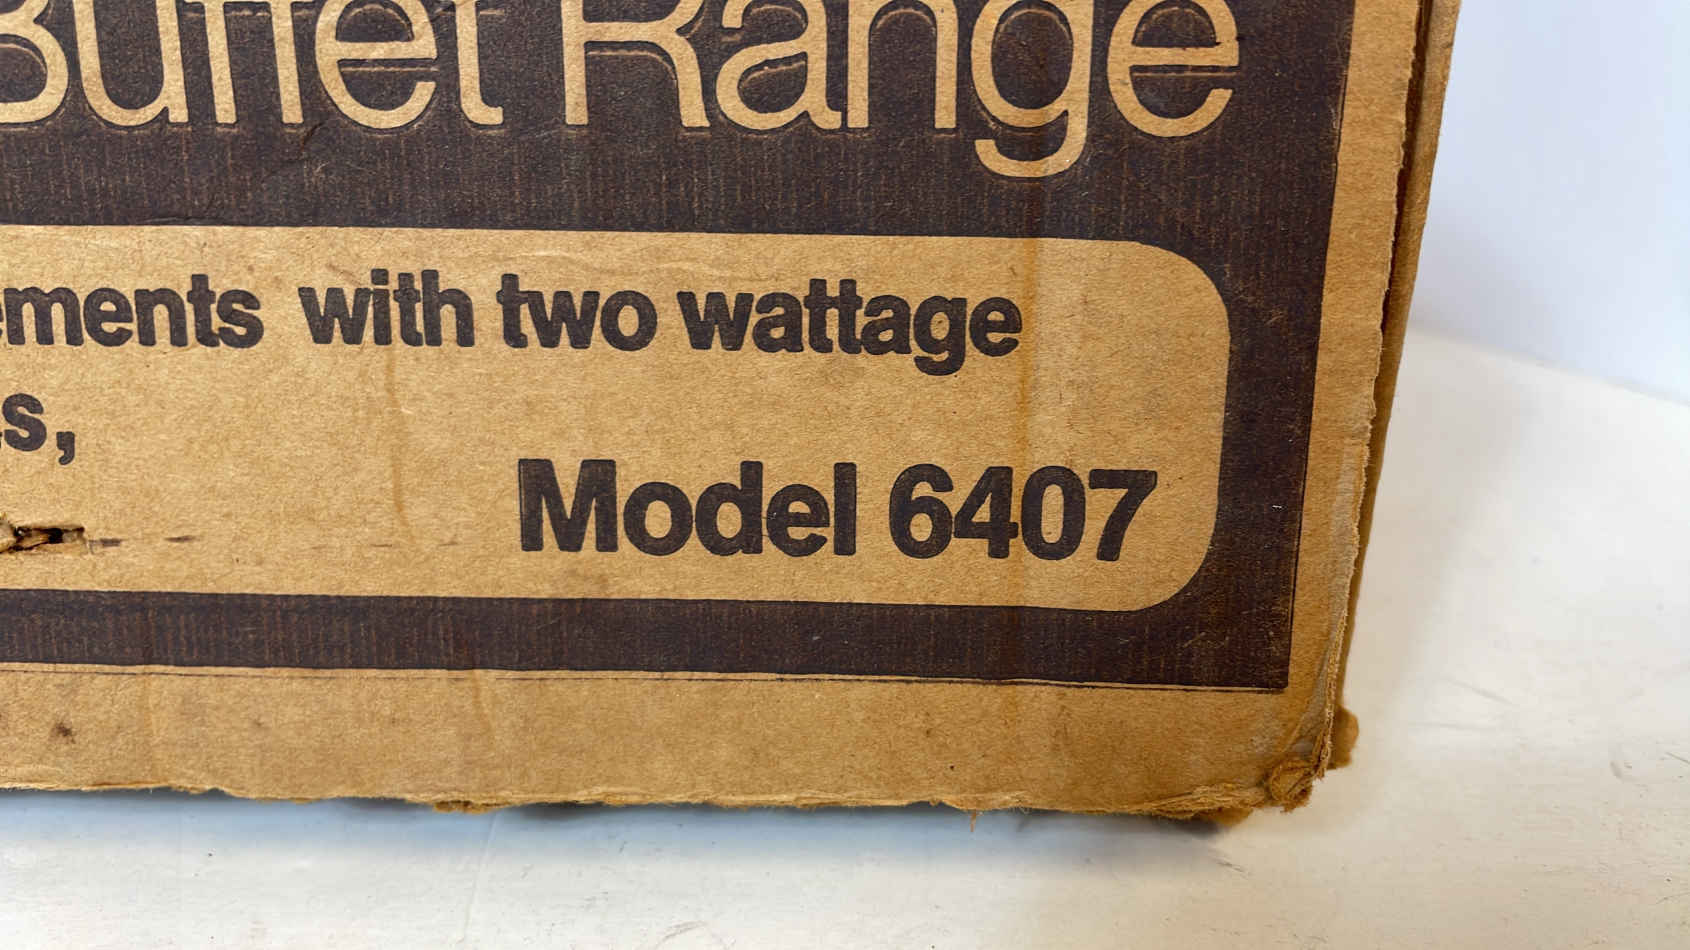 Buffet Range
ements with two wattage
s,
Model 6407